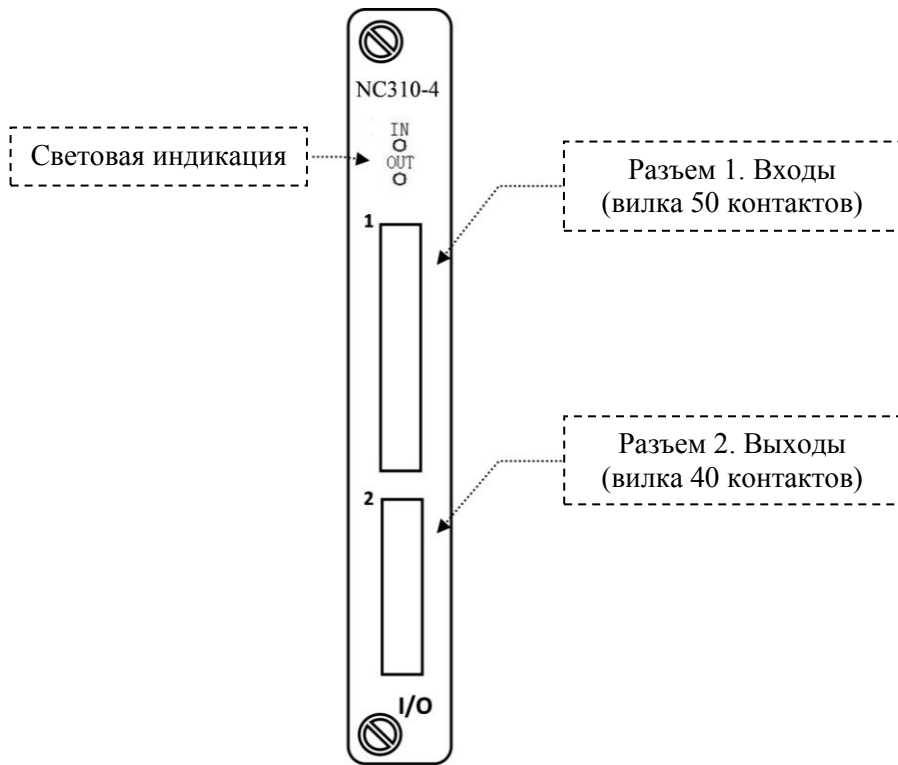 NC310-4
IN
OUT
Световая индикация
1
Разъем 1. Входы
(вилка 50 контактов)
2
Разъем 2. Выходы
(вилка 40 контактов)
I/O